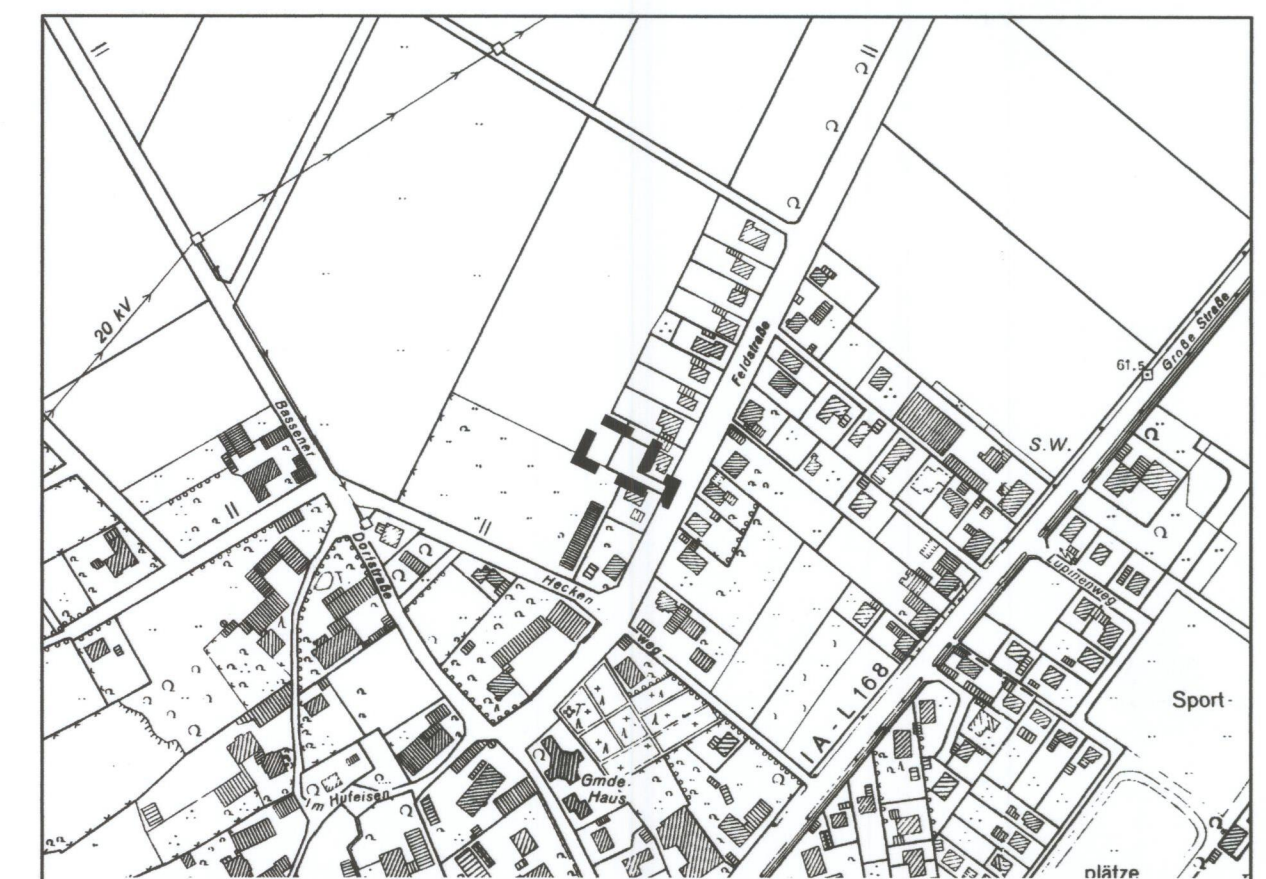 20 kV
Feldstraße
61.5
Große Straße
Bassener
S.W.
Dorfstraße
Hecken
weg
Lupinenweg
I A - L 168
Sport-
plätze
Gmde-
Haus
Im Hufeisen